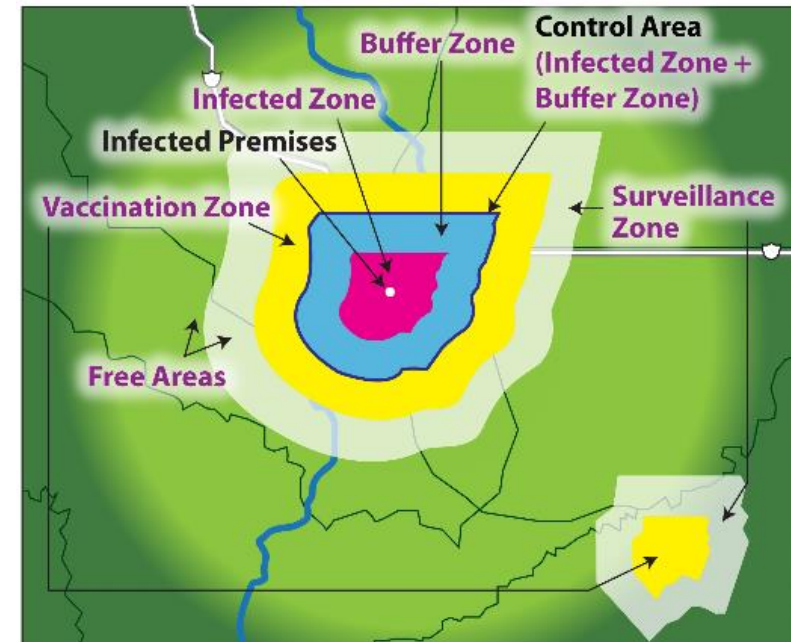 Buffer Zone
Control Area
(Infected Zone +
Buffer Zone)
Infected Zone
Infected Premises
Vaccination Zone
Surveillance
Zone
Free Areas